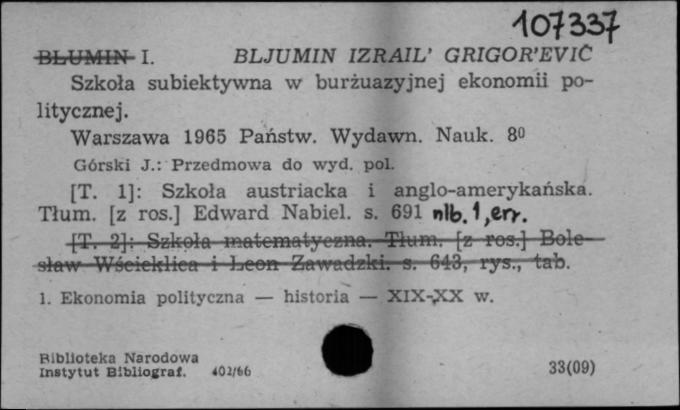 107337
BLUMIN I. BLJUMIN IZRAIL' GRIGOR'EVIČ
Szkoła subiektywna w burżuazyjnej ekonomii po-
litycznej.
Warszawa 1965 Państw. Wydawn. Nauk. 8⁰
Górski J.: Przedmowa do wyd. pol.
[T. 1]: Szkoła austriacka i anglo-amerykańska.
Tłum. [z ros.] Edward Nabiel. s. 691 nlb. 1, err.
[T. 2]: Szkoła matematyczna. Tłum. [z ros.] Bole-
sław Wścieklica i Leon Zawadzki. s. 643, rys., tab.
1. Ekonomia polityczna — historia — XIX-XX w.
Biblioteka Narodowa
Instytut Bibliograf. 402/66
33(09)